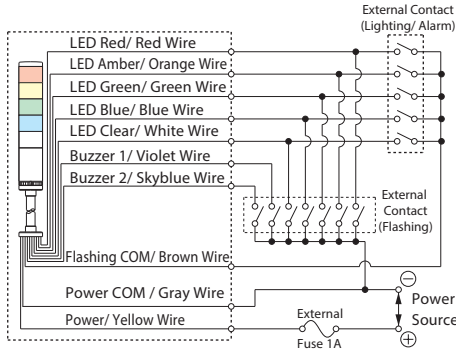 External Contact
(Lighting/ Alarm)
LED Red/ Red Wire
LED Amber/ Orange Wire
LED Green/ Green Wire
LED Blue/ Blue Wire
LED Clear/ White Wire
Buzzer 1/ Violet Wire
Buzzer 2/ Skyblue Wire
External
Contact
(Flashing)
Flashing COM/ Brown Wire
Power COM / Gray Wire
Power/ Yellow Wire
External
Fuse 1A
Power
Source